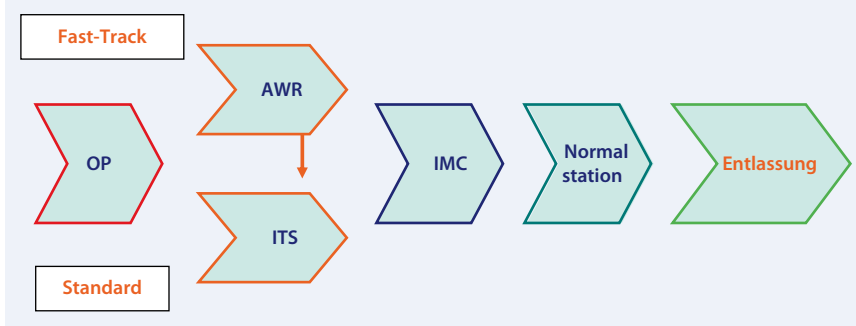 Fast-Track
AWR
OP
IMC
Normal
station
Entlassung
ITS
Standard